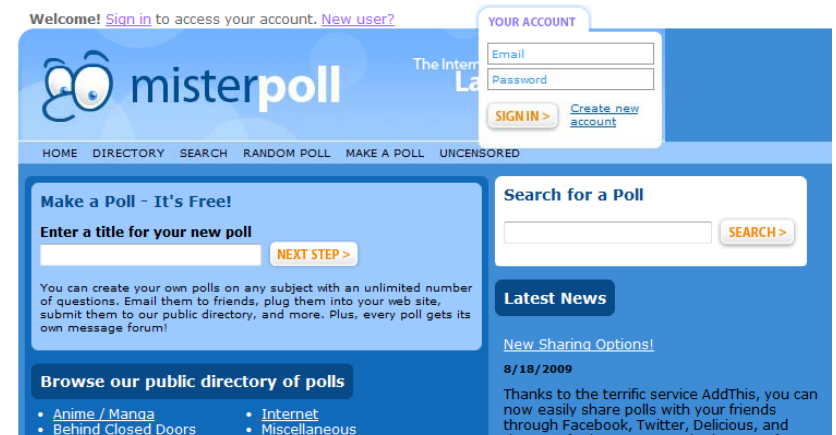 Welcome! Sign in to access your account. New user?
YOUR ACCOUNT
Email
Password
SIGN IN >
Create new
account
misterpoll
The Intern
La
HOME DIRECTORY SEARCH RANDOM POLL MAKE A POLL UNCENSORED
Make a Poll - It's Free!
Enter a title for your new poll
NEXT STEP >
You can create your own polls on any subject with an unlimited number
of questions. Email them to friends, plug them into your web site,
submit them to our public directory, and more. Plus, every poll gets its
own message forum!
Browse our public directory of polls
• Anime / Manga
• Behind Closed Doors
• Internet
• Miscellaneous
Search for a Poll
SEARCH >
Latest News
New Sharing Options!
8/18/2009
Thanks to the terrific service AddThis, you can
now easily share polls with your friends
through Facebook, Twitter, Delicious, and